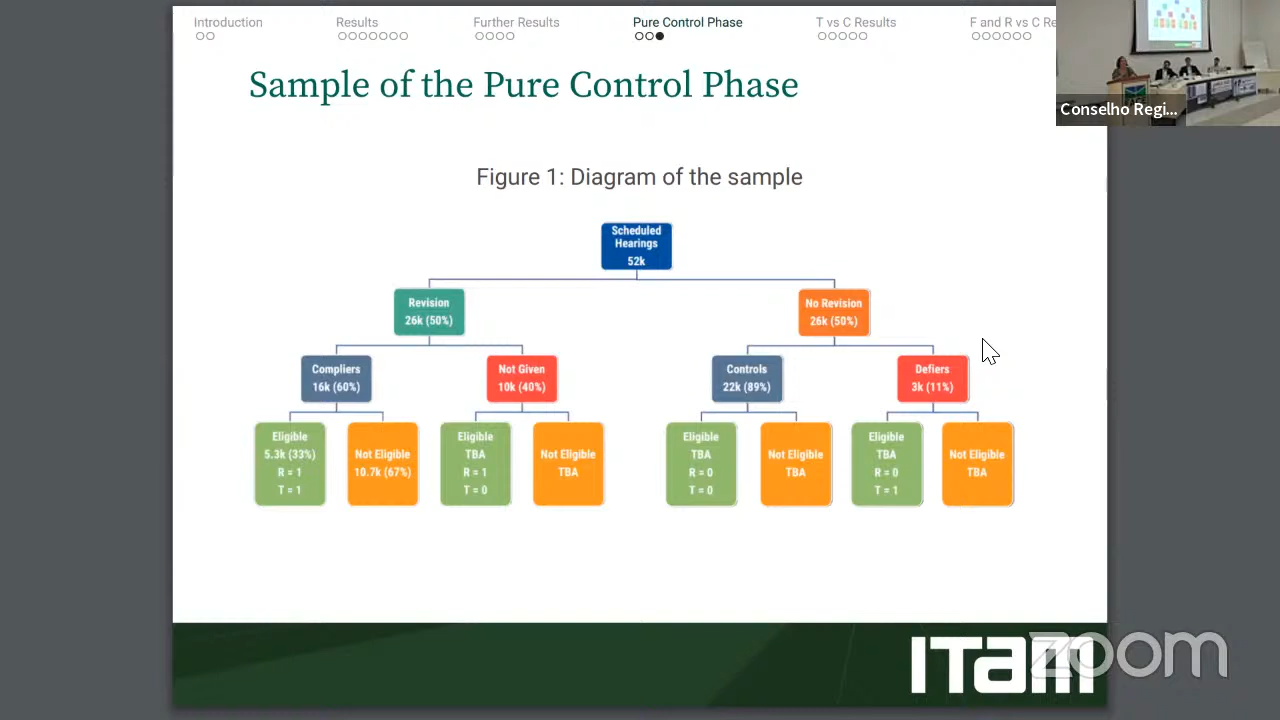 Introduction
Results
Further Results
Pure Control Phase
T vs C Results
F and R vs C Re
Conselho Regi...
Sample of the Pure Control Phase
Figure 1: Diagram of the sample
Scheduled
Hearings
52k
Revision
26k (50%)
No Revision
26k (50%)
Compliers
16k (60%)
Not Given
10k (40%)
Controls
22k (89%)
Defiers
3k (11%)
Eligible
5.3k (33%)
R = 1
T = 1
Not Eligible
10.7k (67%)
Eligible
TBA
R = 1
T = 0
Not Eligible
TBA
Eligible
TBA
R = 0
T = 0
Not Eligible
TBA
Eligible
TBA
R = 0
T = 1
Not Eligible
TBA
ITAM
zoom